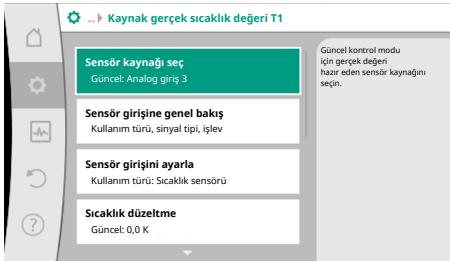 ..▶ Kaynak gerçek sıcaklık değeri T1
Sensör kaynağı seç
Güncel: Analog giriş 3
Sensör girişine genel bakış
Kullanım türü, sinyal tipi, işlev
Sensör girişini ayarla
Kullanım türü: Sıcaklık sensörü
Sıcaklık düzeltme
Güncel: 0,0 K
Güncel kontrol modu
için gerçek değeri
hazır eden sensör kaynağını
seçin.
?